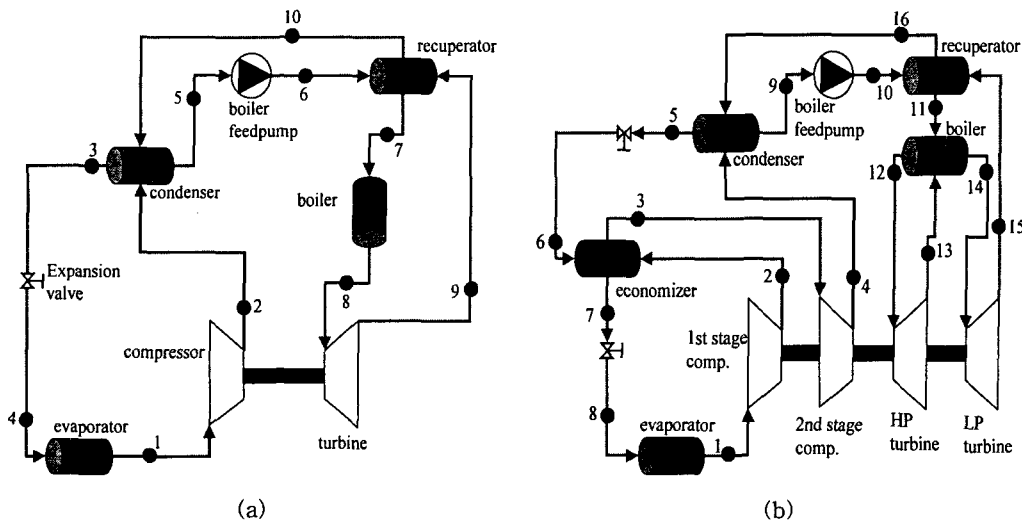 10
recuperator
5
boiler
feedpump
6
9
3
condenser
7
boiler
Expansion
valve
2
8
compressor
4
evaporator
1
turbine
(a)
16
recuperator
9
boiler
feedpump
10
11
5
condenser
boiler
12
14
3
6
economizer
2
4
13
15
7
1st stage
comp.
8
evaporator
1
2nd stage
comp.
HP
turbine
LP
turbine
(b)